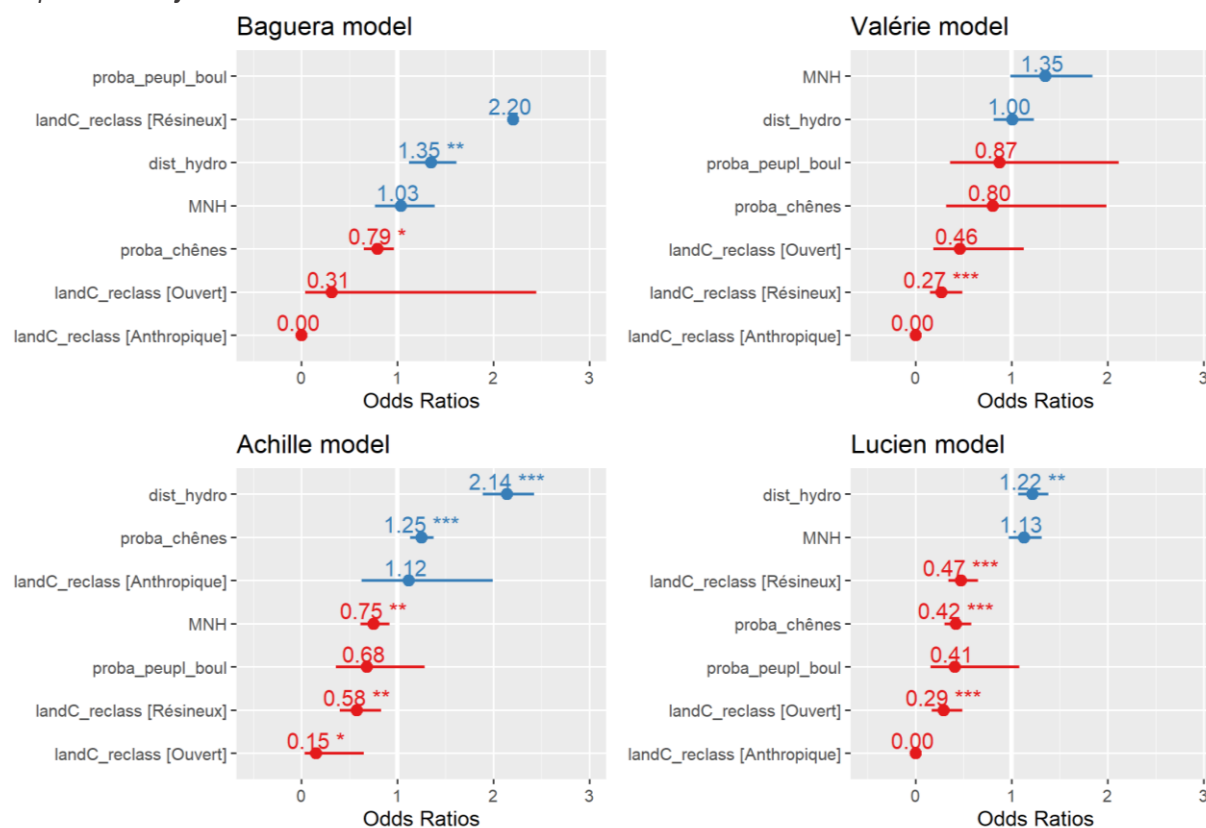 Baguera model
proba_peupl_boul
landC_reclass [Résineux] 2.20
dist_hydro 1.35 **
MNH 1.03
proba_chênes 0.79 *
landC_reclass [Ouvert] 0.31
landC_reclass [Anthropique] 0.00
0 1 2 3
Odds Ratios
Valérie model
MNH 1.35
dist_hydro 1.00
proba_peupl_boul 0.87
proba_chênes 0.80
landC_reclass [Ouvert] 0.46
landC_reclass [Résineux] 0.27 ***
landC_reclass [Anthropique] 0.00
0 1 2 3
Odds Ratios
Achille model
dist_hydro 2.14 ***
proba_chênes 1.25 ***
landC_reclass [Anthropique] 1.12
MNH 0.75 **
proba_peupl_boul 0.68
landC_reclass [Résineux] 0.58 **
landC_reclass [Ouvert] 0.15 *
0 1 2 3
Odds Ratios
Lucien model
dist_hydro 1.22 **
MNH 1.13
landC_reclass [Résineux] 0.47 ***
proba_chênes 0.42 ***
proba_peupl_boul 0.41
landC_reclass [Ouvert] 0.29 ***
landC_reclass [Anthropique] 0.00
0 1 2 3
Odds Ratios